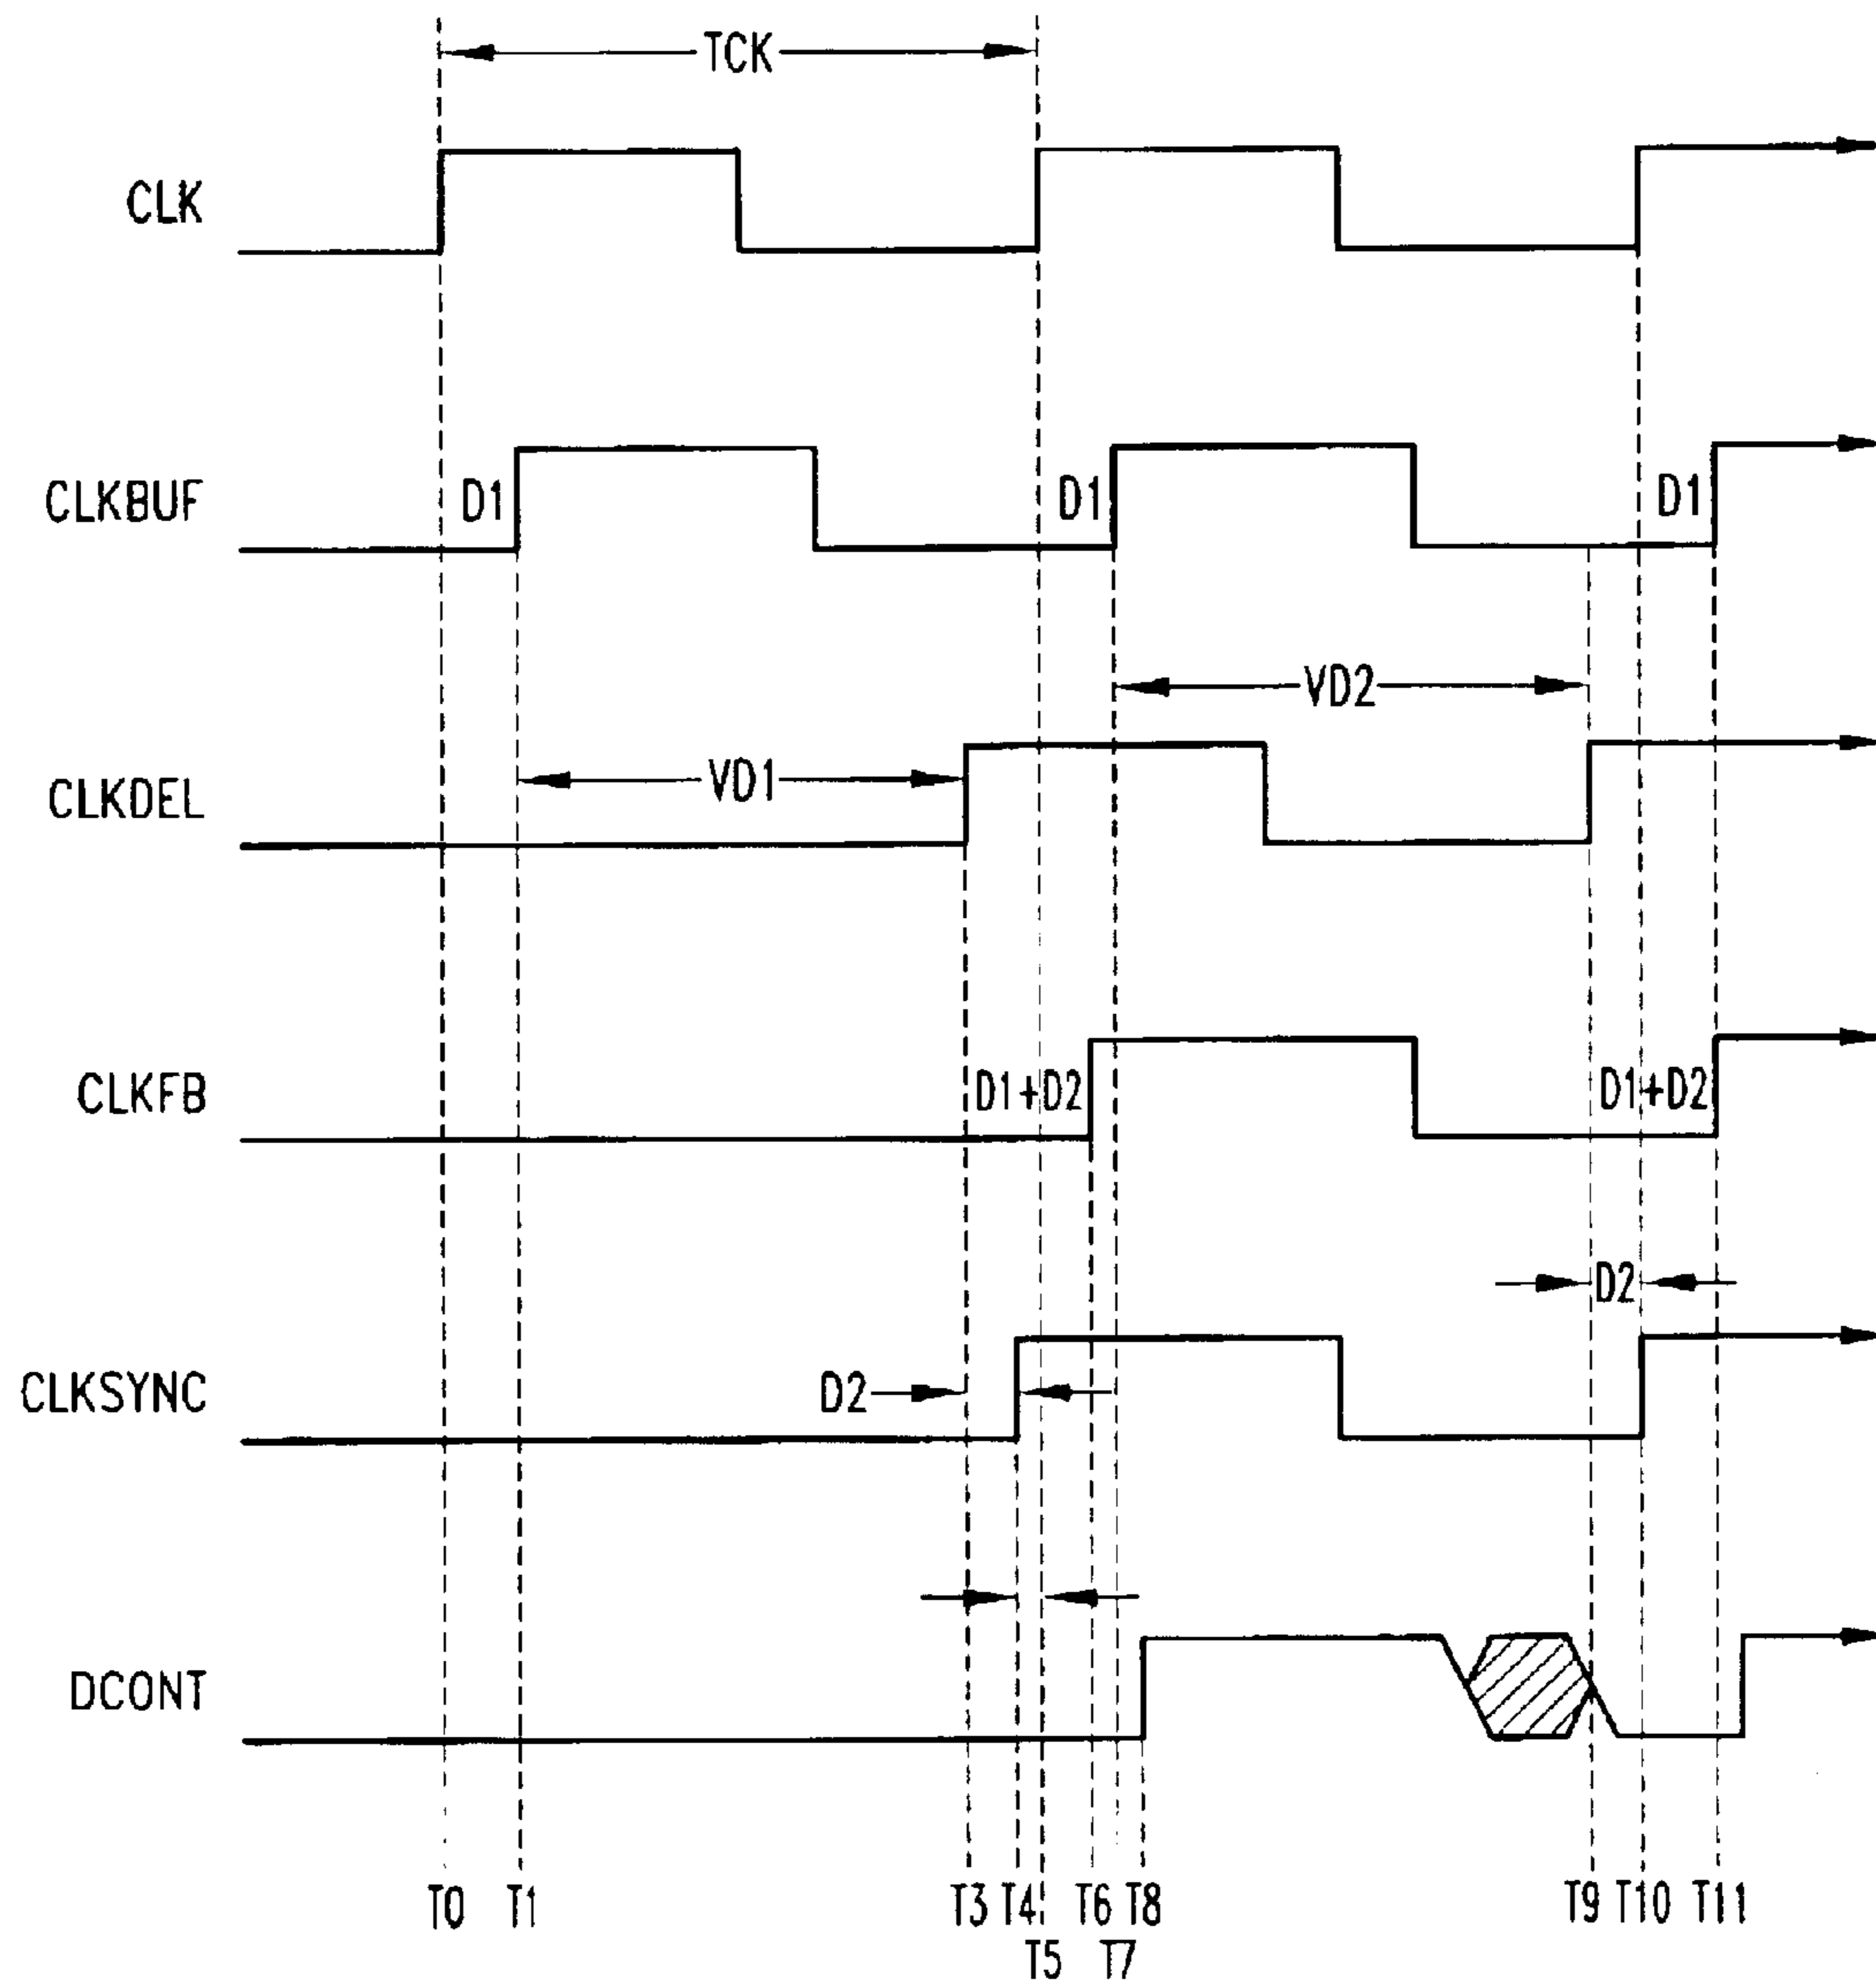 TCK
CLK
CLKBUF D1 D1 D1
VD2
CLKDEL VD1
CLKFB D1+D2 D1+D2
D2
CLKSYNC D2
DCONT
T0 T1 T3 T4 T6 T8 T9 T10 T11
T5 T7